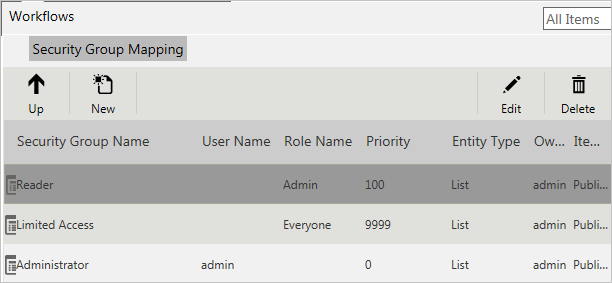 Workflows
All Items
Security Group Mapping
Up New Edit Delete
Security Group Name User Name Role Name Priority Entity Type Ow... Ite...
Reader Admin 100 List admin Publi...
Limited Access Everyone 9999 List admin Publi...
Administrator admin 0 List admin Publi...